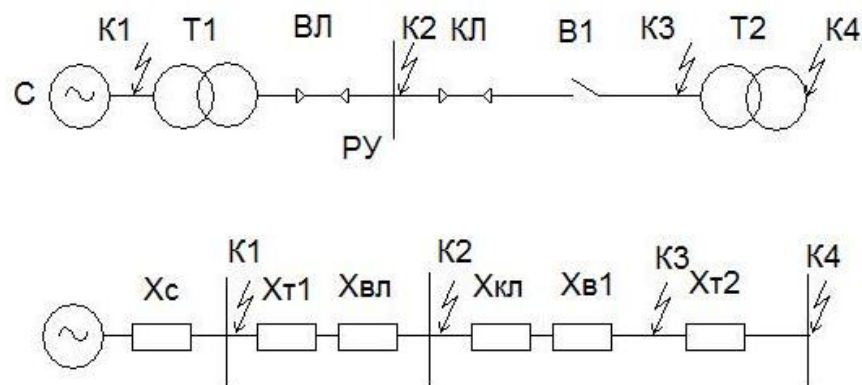 К1 Т1 ВЛ К2 КЛ В1 К3 Т2 К4
С
РУ
К1 К2 К3 К4
Хс Хт1 Хвл Хкл Хв1 Хт2